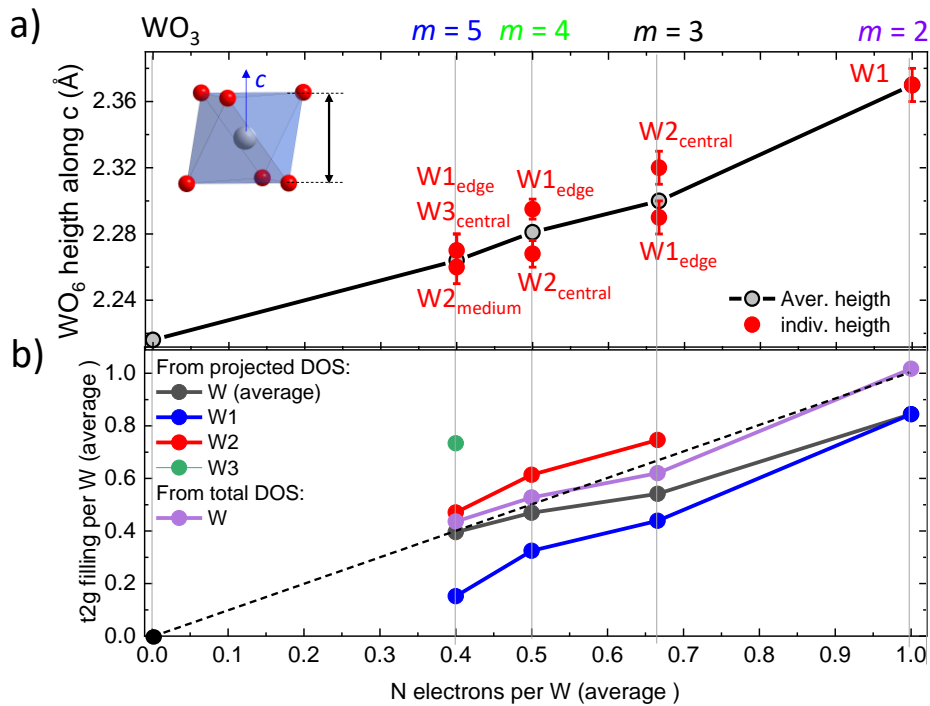 a)
WO3
m = 5
m = 4
m = 3
m = 2
WO6 heigth along c (Å)
2.36
2.32
2.28
2.24
c
W1edge
W3central
W2medium
W1edge
W2central
W2central
W1edge
W1
Aver. heigth
indiv. heigth
b)
t2g filling per W (average )
1.0
0.8
0.6
0.4
0.2
0.0
From projected DOS:
W (average)
W1
W2
W3
From total DOS:
W
0.0 0.1 0.2 0.3 0.4 0.5 0.6 0.7 0.8 0.9 1.0
N electrons per W (average )